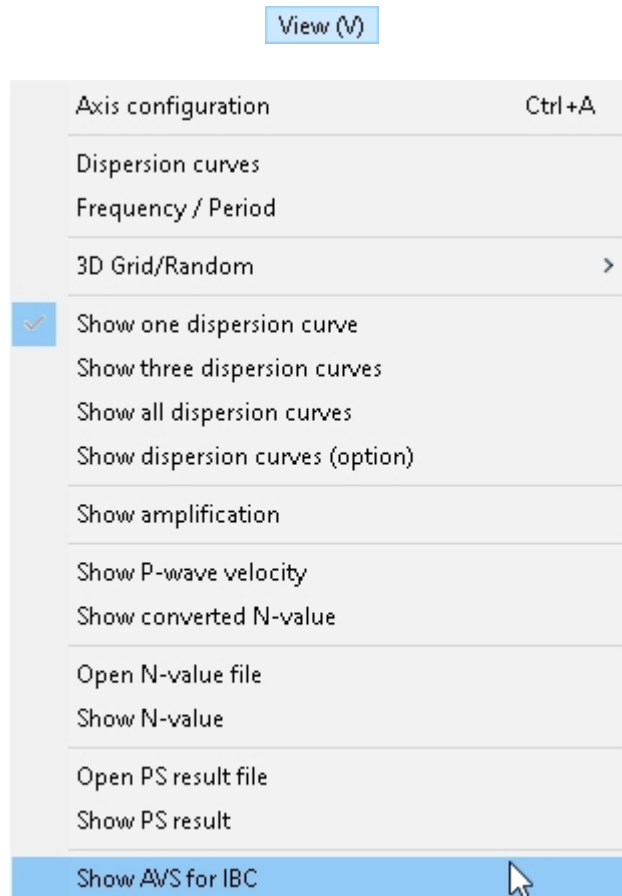 View (V)
Axis configuration Ctrl+A
Dispersion curves
Frequency / Period
3D Grid/Random
Show one dispersion curve
Show three dispersion curves
Show all dispersion curves
Show dispersion curves (option)
Show amplification
Show P-wave velocity
Show converted N-value
Open N-value file
Show N-value
Open PS result file
Show PS result
Show AVS for IBC